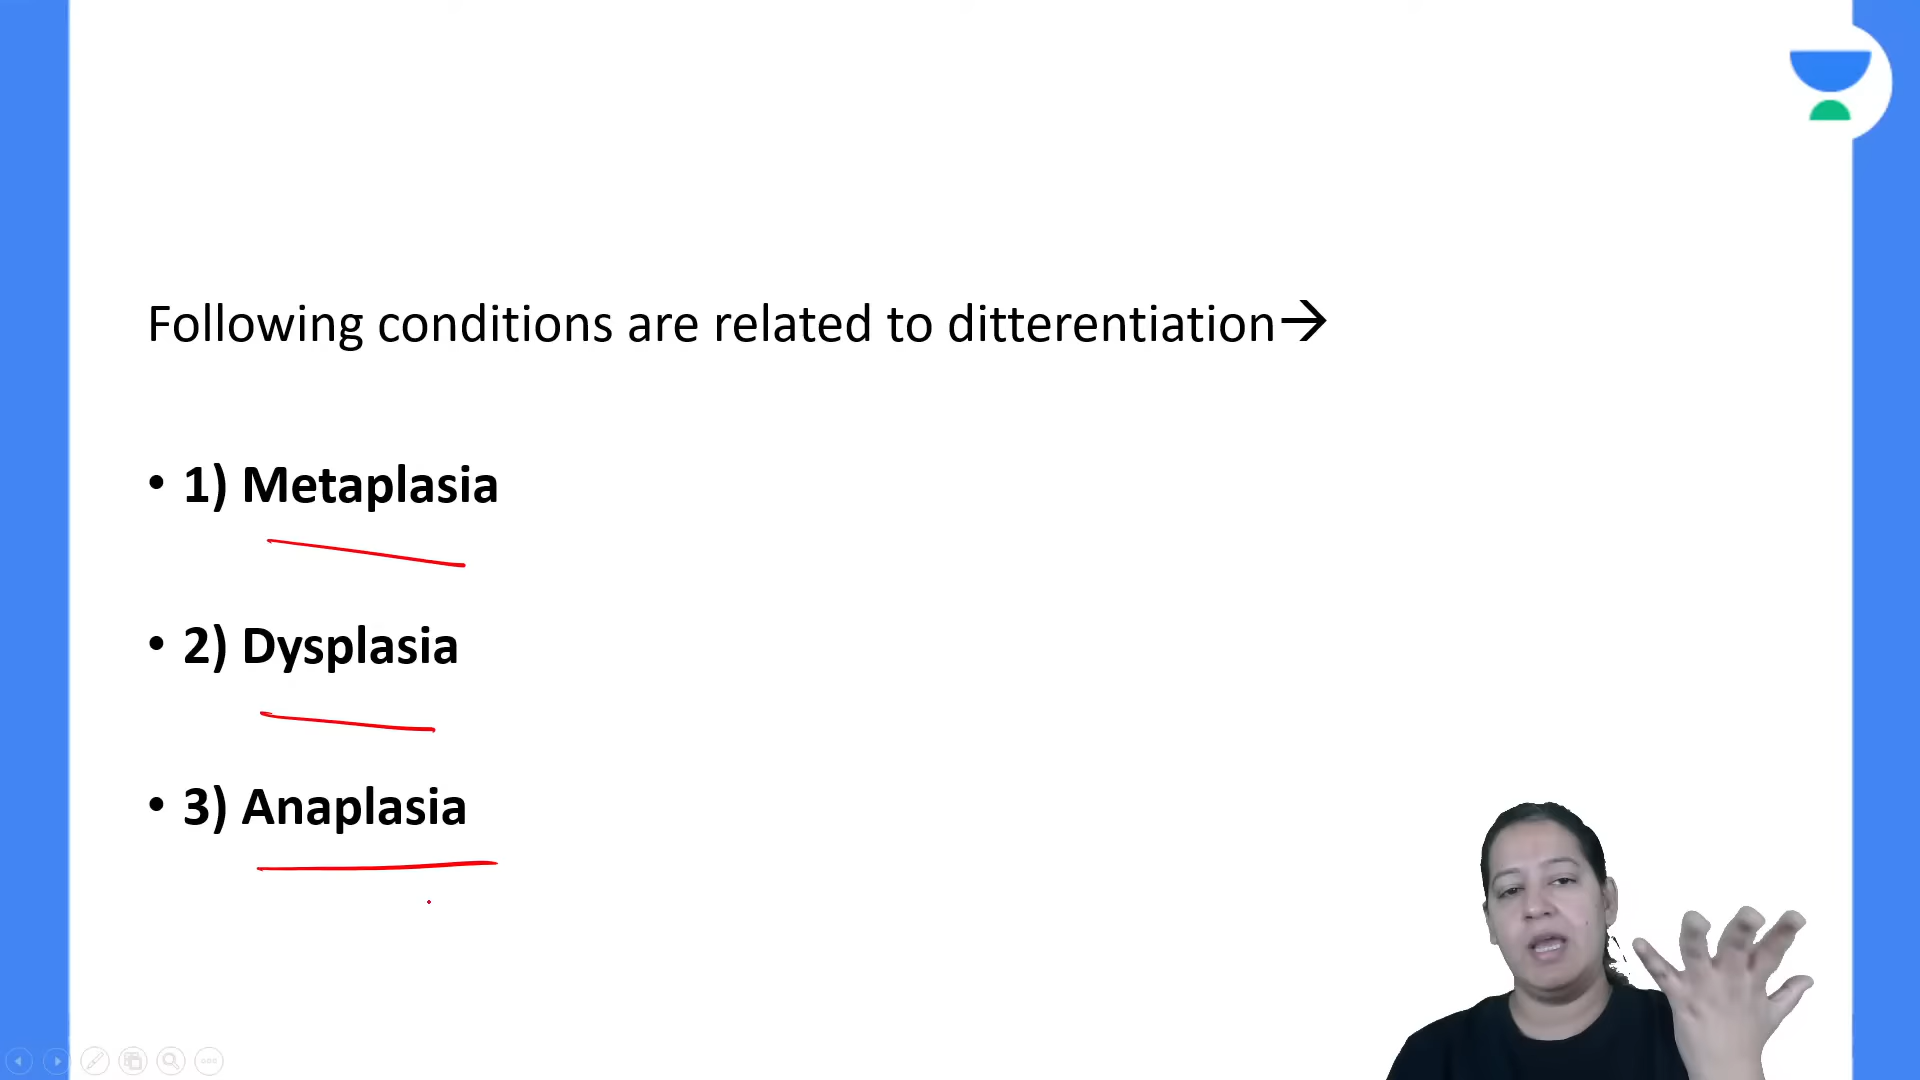 Following conditions are related to ditterentiation→
• 1) Metaplasia
• 2) Dysplasia
• 3) Anaplasia